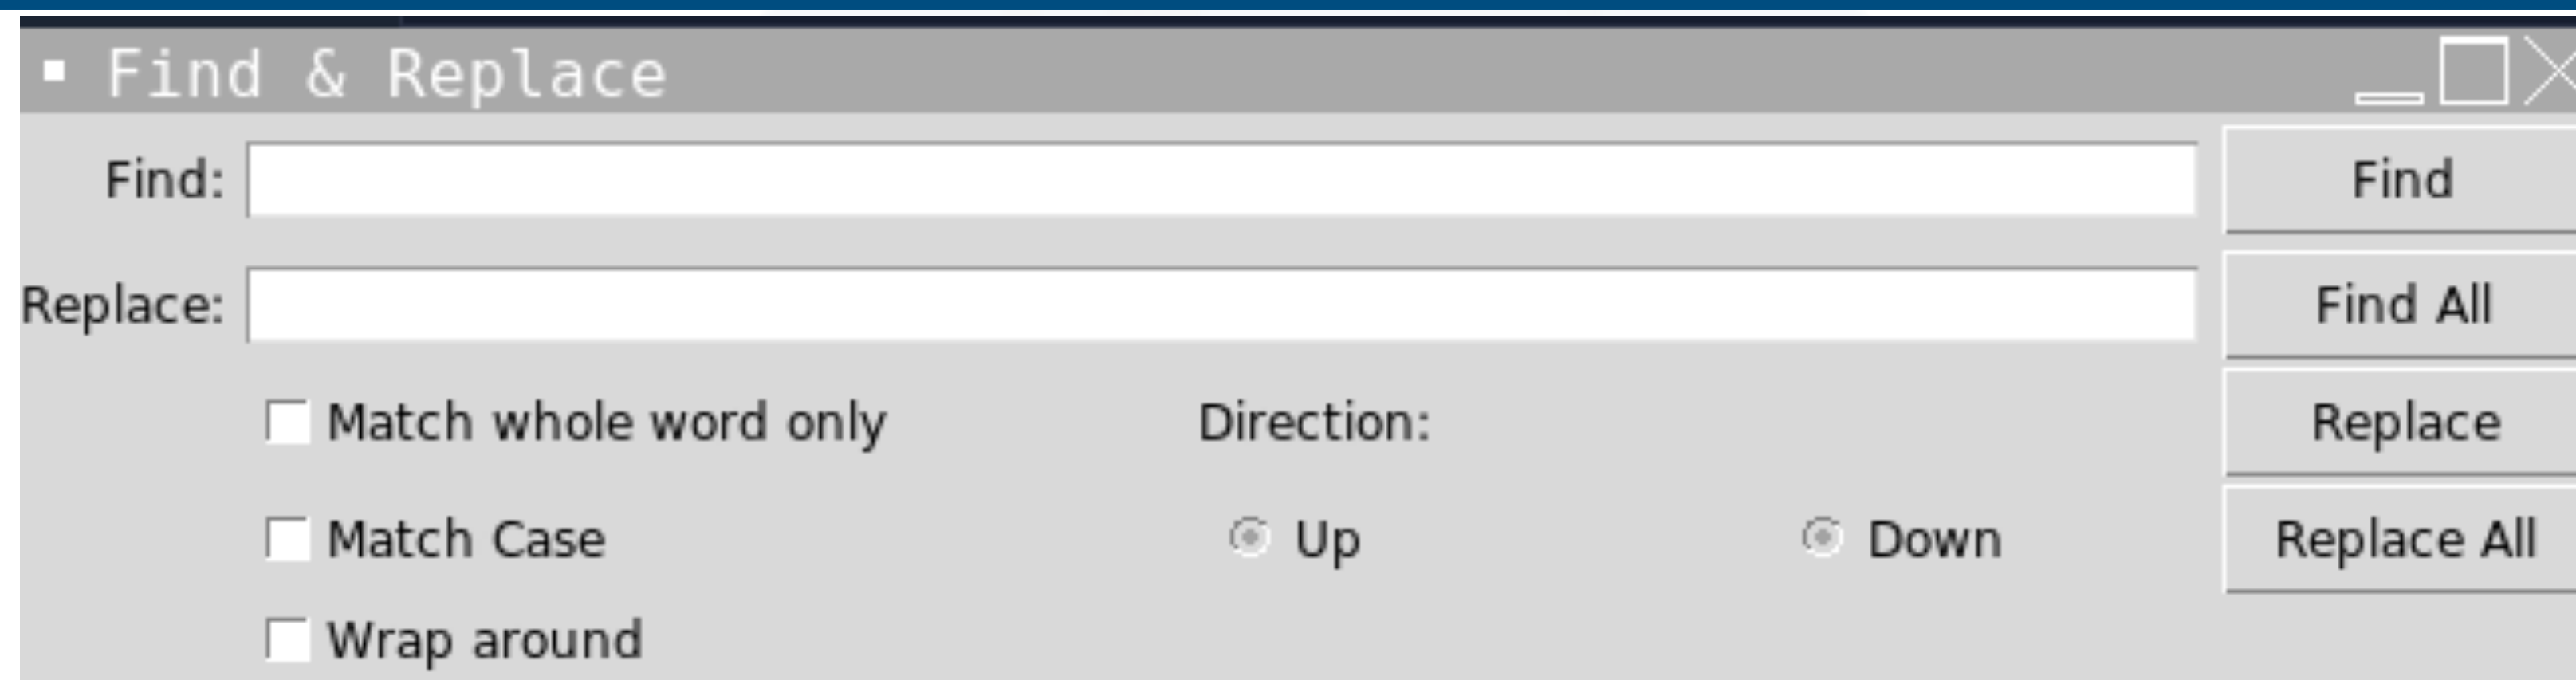 Find & Replace
Find: Find
Replace: Find All
Match whole word only Direction: Replace
Match Case Up Down Replace All
Wrap around